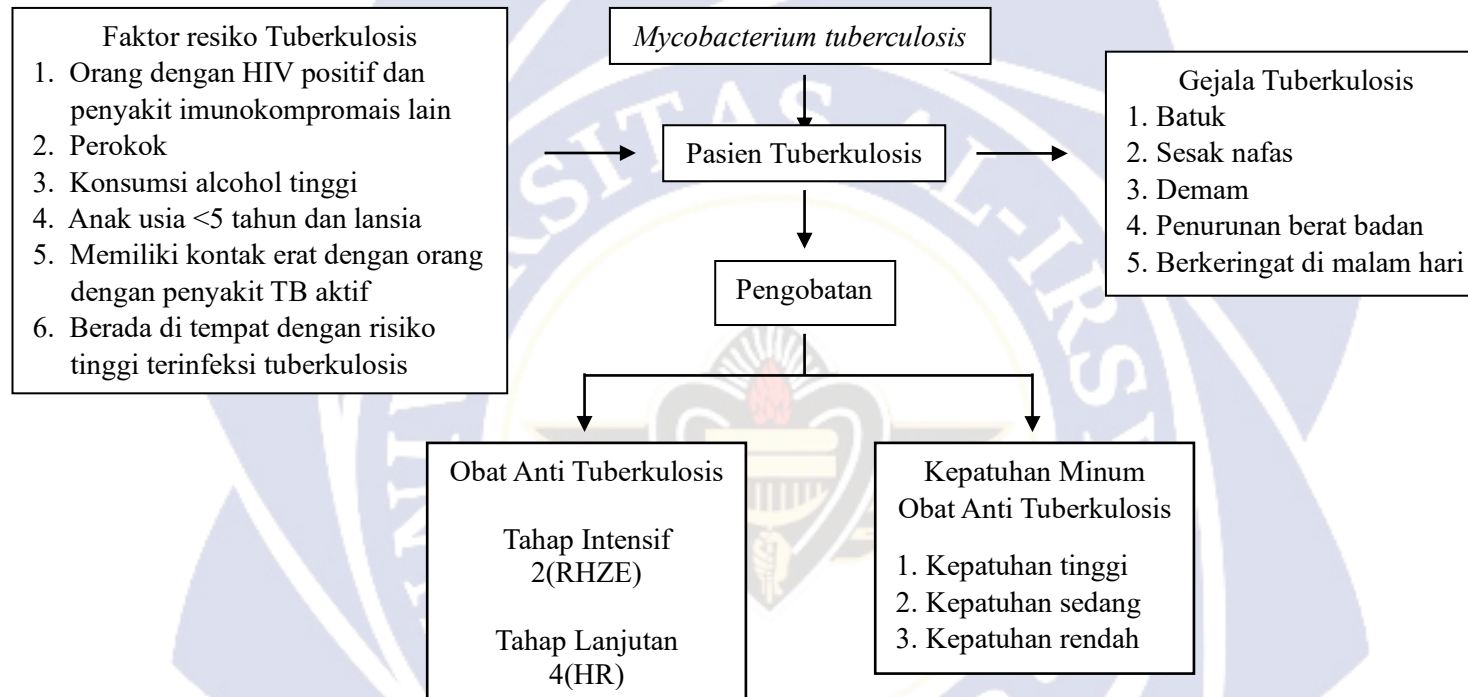 Faktor resiko Tuberkulosis
1. Orang dengan HIV positif dan
penyakit imunokompromais lain
2. Perokok
3. Konsumsi alcohol tinggi
4. Anak usia <5 tahun dan lansia
5. Memiliki kontak erat dengan orang
dengan penyakit TB aktif
6. Berada di tempat dengan risiko
tinggi terinfeksi tuberkulosis
Mycobacterium tuberculosis
Pasien Tuberkulosis
Gejala Tuberkulosis
1. Batuk
2. Sesak nafas
3. Demam
4. Penurunan berat badan
5. Berkeringat di malam hari
Pengobatan
Obat Anti Tuberkulosis
Tahap Intensif
2(RHZE)
Tahap Lanjutan
4(HR)
Kepatuhan Minum
Obat Anti Tuberkulosis
1. Kepatuhan tinggi
2. Kepatuhan sedang
3. Kepatuhan rendah